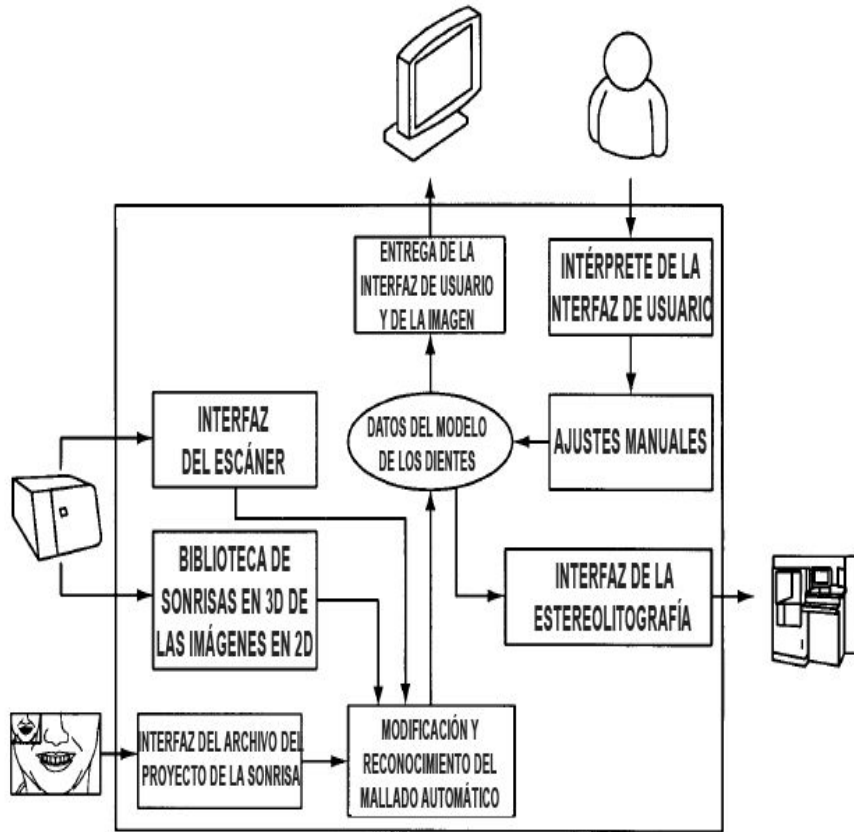 ENTREGA DE LA
INTERFAZ DE USUARIO
Y DE LA IMAGEN
INTÉRPRETE DE LA
NTERFAZ DE USUARIO
INTERFAZ
DEL ESCÁNER
DATOS DEL MODELO
DE LOS DIENTES
AJUSTES MANUALES
BIBLIOTECA DE
SONRISAS EN 3D DE
LAS IMÁGENES EN 2D
INTERFAZ DE LA
ESTEREOLITOGRAFÍA
INTERFAZ DEL ARCHIVO DEL
PROYECTO DE LA SONRISA
MODIFICACIÓN Y
RECONOCIMIENTO DEL
MALLADO AUTOMÁTICO